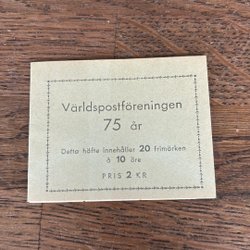 Världspostföreningen
75 år
Detta häfte innehåller 20 frimärken
à 10 öre
PRIS 2 KR